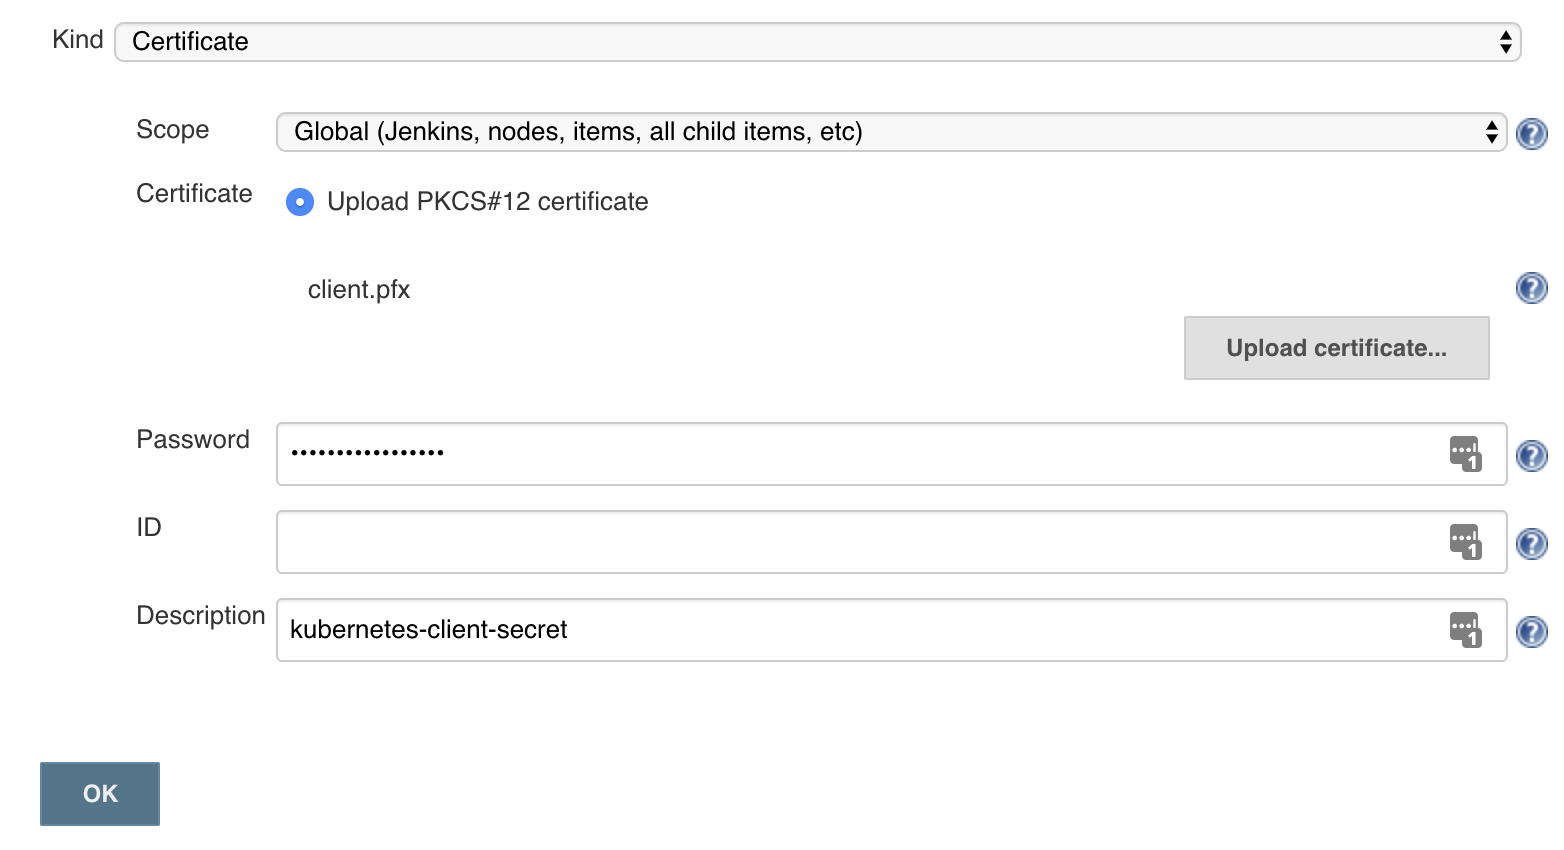 Kind Certificate
Scope Global (Jenkins, nodes, items, all child items, etc)
Certificate Upload PKCS#12 certificate
client.pfx
Upload certificate...
Password •••••••••••••••••
ID
Description kubernetes-client-secret
OK